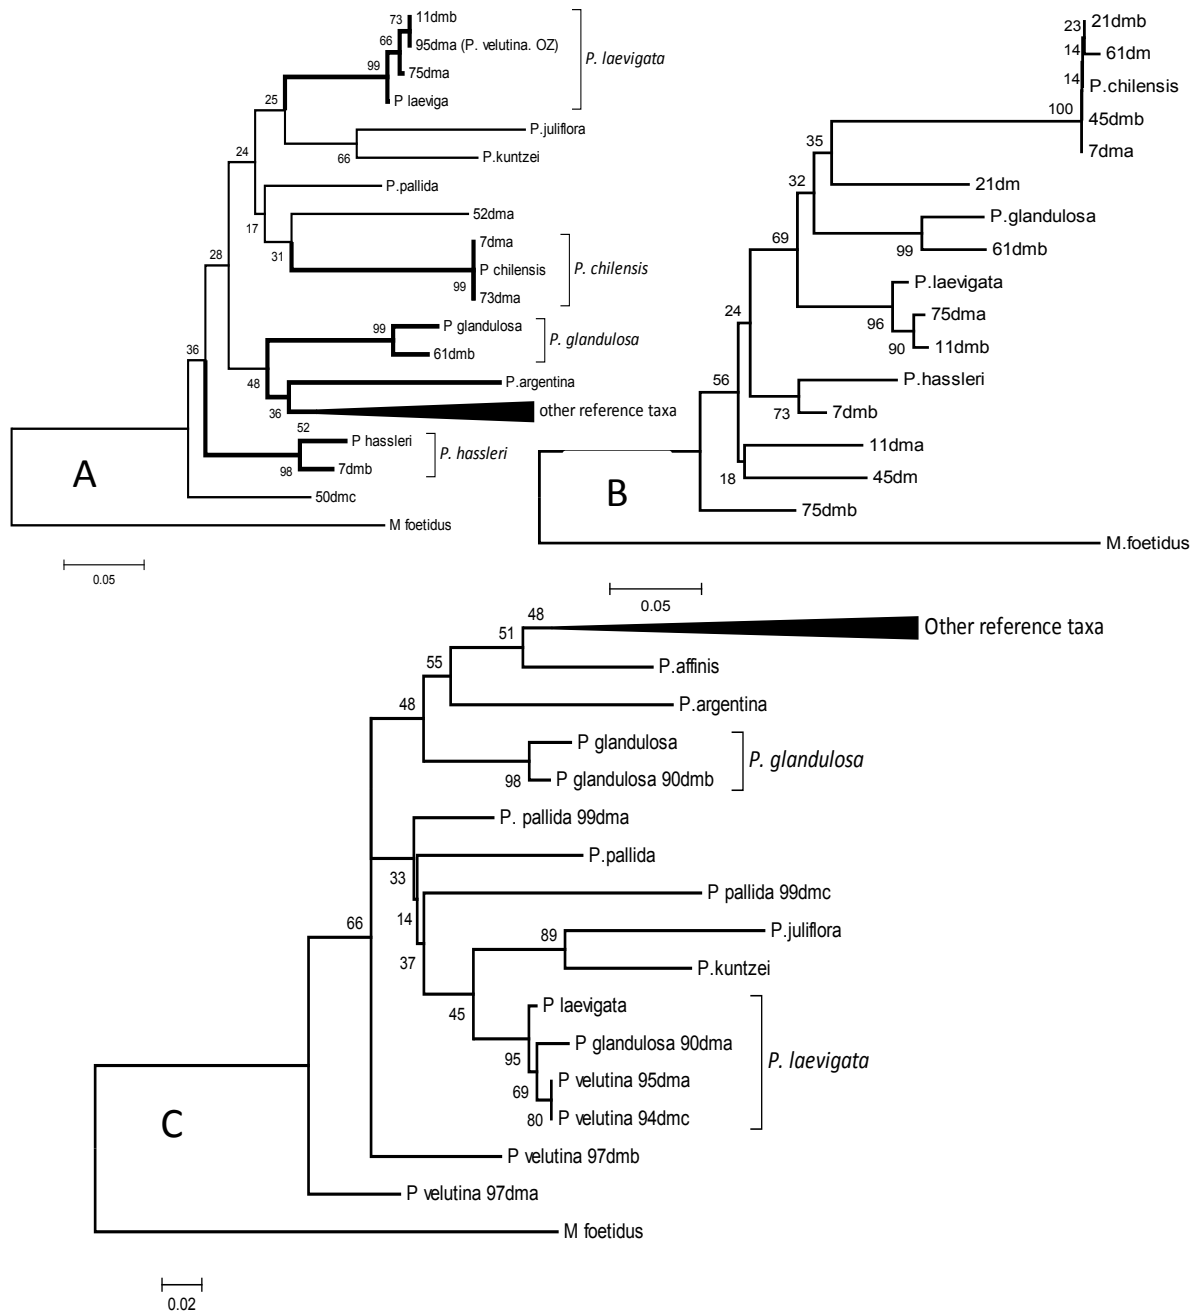 73
11dmb
66
95dma (P. velutina. OZ)
99
75dma
P laeviga
P. laevigata
25
P.juliflora
66
P.kuntzei
24
P.pallida
17
52dma
31
7dma
P chilensis
99
73dma
P. chilensis
28
99
P glandulosa
61dmb
P. glandulosa
48
P.argentina
36
other reference taxa
52
36
P hassleri
98
7dmb
P. hassleri
50dmc
M foetidus
A
0.05
23
21dmb
14
61dm
14
P.chilensis
100
45dmb
7dma
35
21dm
32
P.glandulosa
99
61dmb
69
P.laevigata
96
75dma
90
11dmb
24
P.hassleri
73
7dmb
56
11dma
18
45dm
75dmb
M.foetidus
B
0.05
48
Other reference taxa
51
P.affinis
55
P.argentina
48
P glandulosa
98
P glandulosa 90dmb
P. glandulosa
P. pallida 99dma
33
P.pallida
14
P pallida 99dmc
37
89
P.juliflora
P.kuntzei
66
45
P laevigata
95
P glandulosa 90dma
69
P velutina 95dma
80
P velutina 94dmc
P. laevigata
P velutina 97dmb
P velutina 97dma
M foetidus
C
0.02